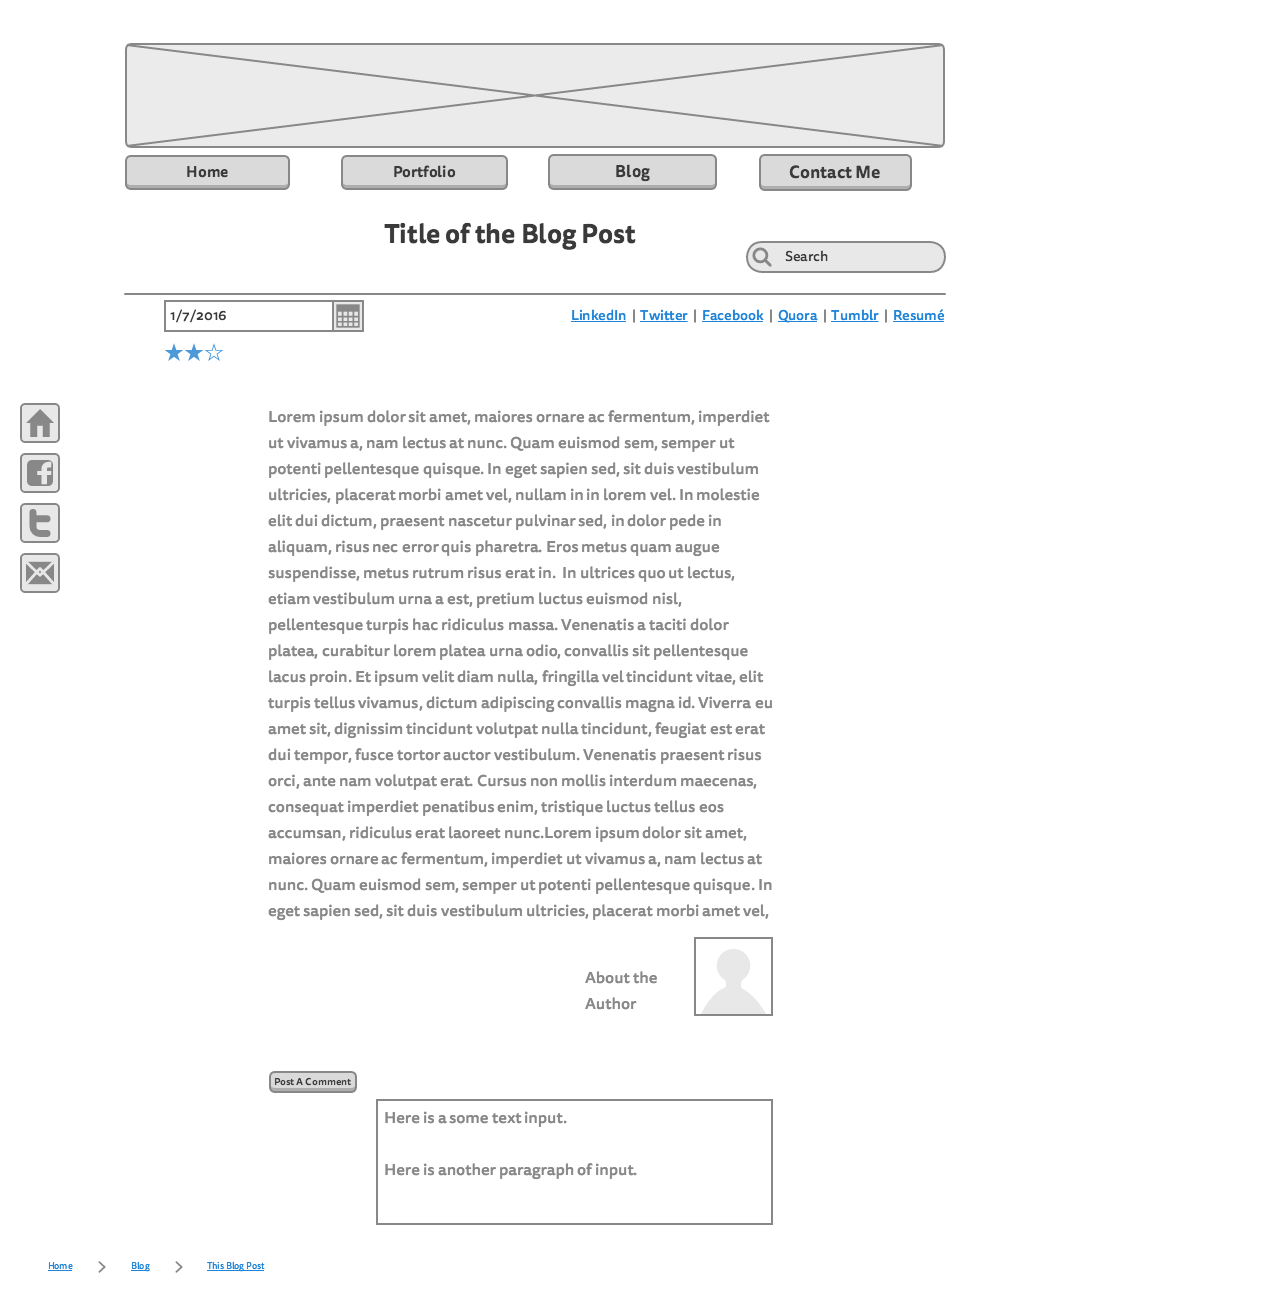 Home
Portfolio
Blog
Contact Me
Title of the Blog Post
Search
1/7/2016
LinkedIn | Twitter | Facebook | Quora | Tumblr | Resumé
Lorem ipsum dolor sit amet, maiores ornare ac fermentum, imperdiet
ut vivamus a, nam lectus at nunc. Quam euismod sem, semper ut
potenti pellentesque quisque. In eget sapien sed, sit duis vestibulum
ultricies, placerat morbi amet vel, nullam in in lorem vel. In molestie
elit dui dictum, praesent nascetur pulvinar sed, in dolor pede in
aliquam, risus nec error quis pharetra. Eros metus quam augue
suspendisse, metus rutrum risus erat in.  In ultrices quo ut lectus,
etiam vestibulum urna a est, pretium luctus euismod nisl,
pellentesque turpis hac ridiculus massa. Venenatis a taciti dolor
platea, curabitur lorem platea urna odio, convallis sit pellentesque
lacus proin. Et ipsum velit diam nulla, fringilla vel tincidunt vitae, elit
turpis tellus vivamus, dictum adipiscing convallis magna id. Viverra eu
amet sit, dignissim tincidunt volutpat nulla tincidunt, feugiat est erat
dui tempor, fusce tortor auctor vestibulum. Venenatis praesent risus
orci, ante nam volutpat erat. Cursus non mollis interdum maecenas,
consequat imperdiet penatibus enim, tristique luctus tellus eos
accumsan, ridiculus erat laoreet nunc.Lorem ipsum dolor sit amet,
maiores ornare ac fermentum, imperdiet ut vivamus a, nam lectus at
nunc. Quam euismod sem, semper ut potenti pellentesque quisque. In
eget sapien sed, sit duis vestibulum ultricies, placerat morbi amet vel,
About the
Author
Post A Comment
Here is a some text input.
Here is another paragraph of input.
Home
Blog
This Blog Post